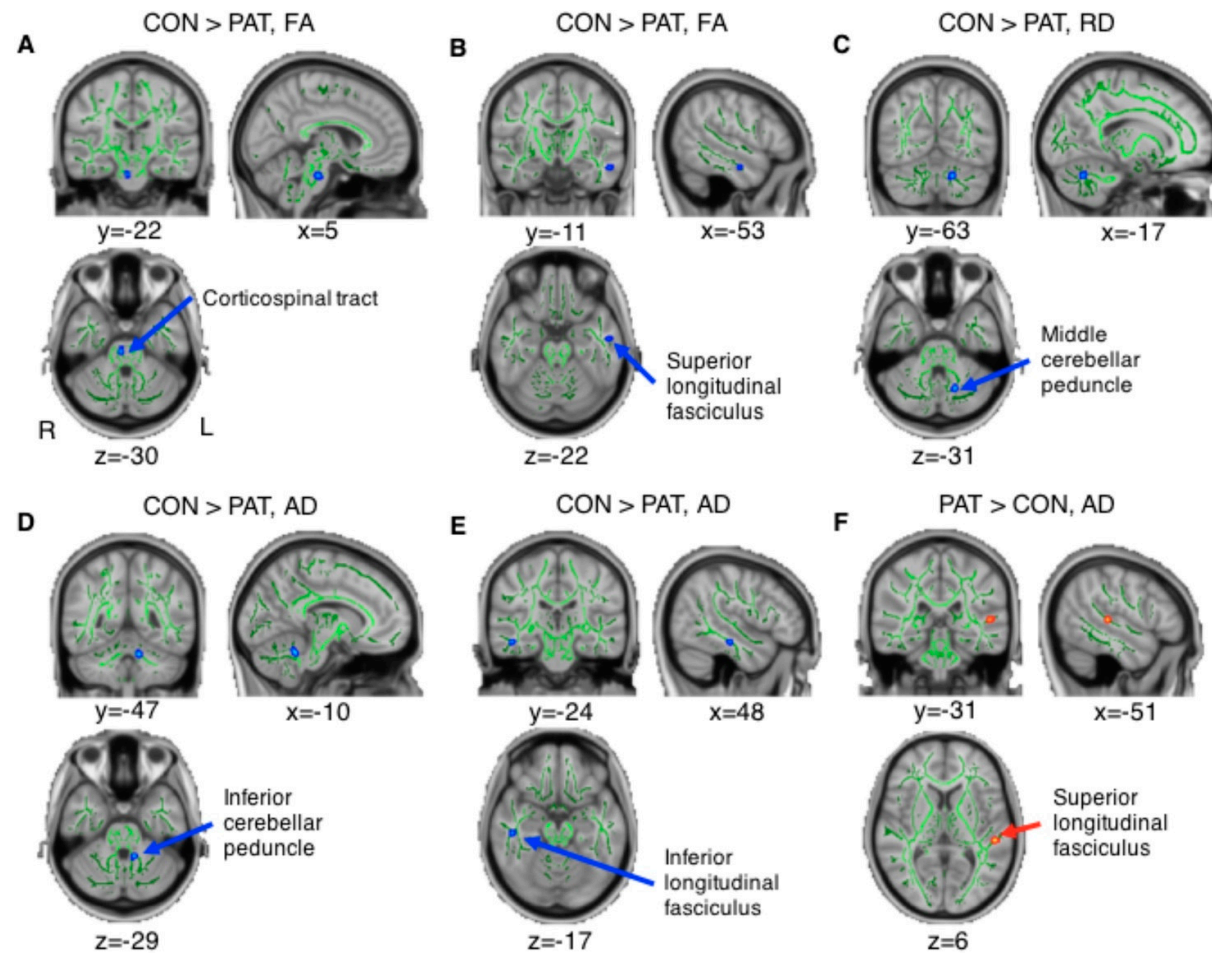 CON > PAT, FA
A
y=-22
x=5
Corticospinal tract
R
L
z=-30
CON > PAT, FA
B
y=-11
x=-53
Superior
longitudinal
fasciculus
z=-22
CON > PAT, RD
C
y=-63
x=-17
Middle
cerebellar
peduncle
z=-31
CON > PAT, AD
D
y=-47
x=-10
Inferior
cerebellar
peduncle
z=-29
CON > PAT, AD
E
y=-24
x=48
Inferior
longitudinal
fasciculus
z=-17
PAT > CON, AD
F
y=-31
x=-51
Superior
longitudinal
fasciculus
z=6